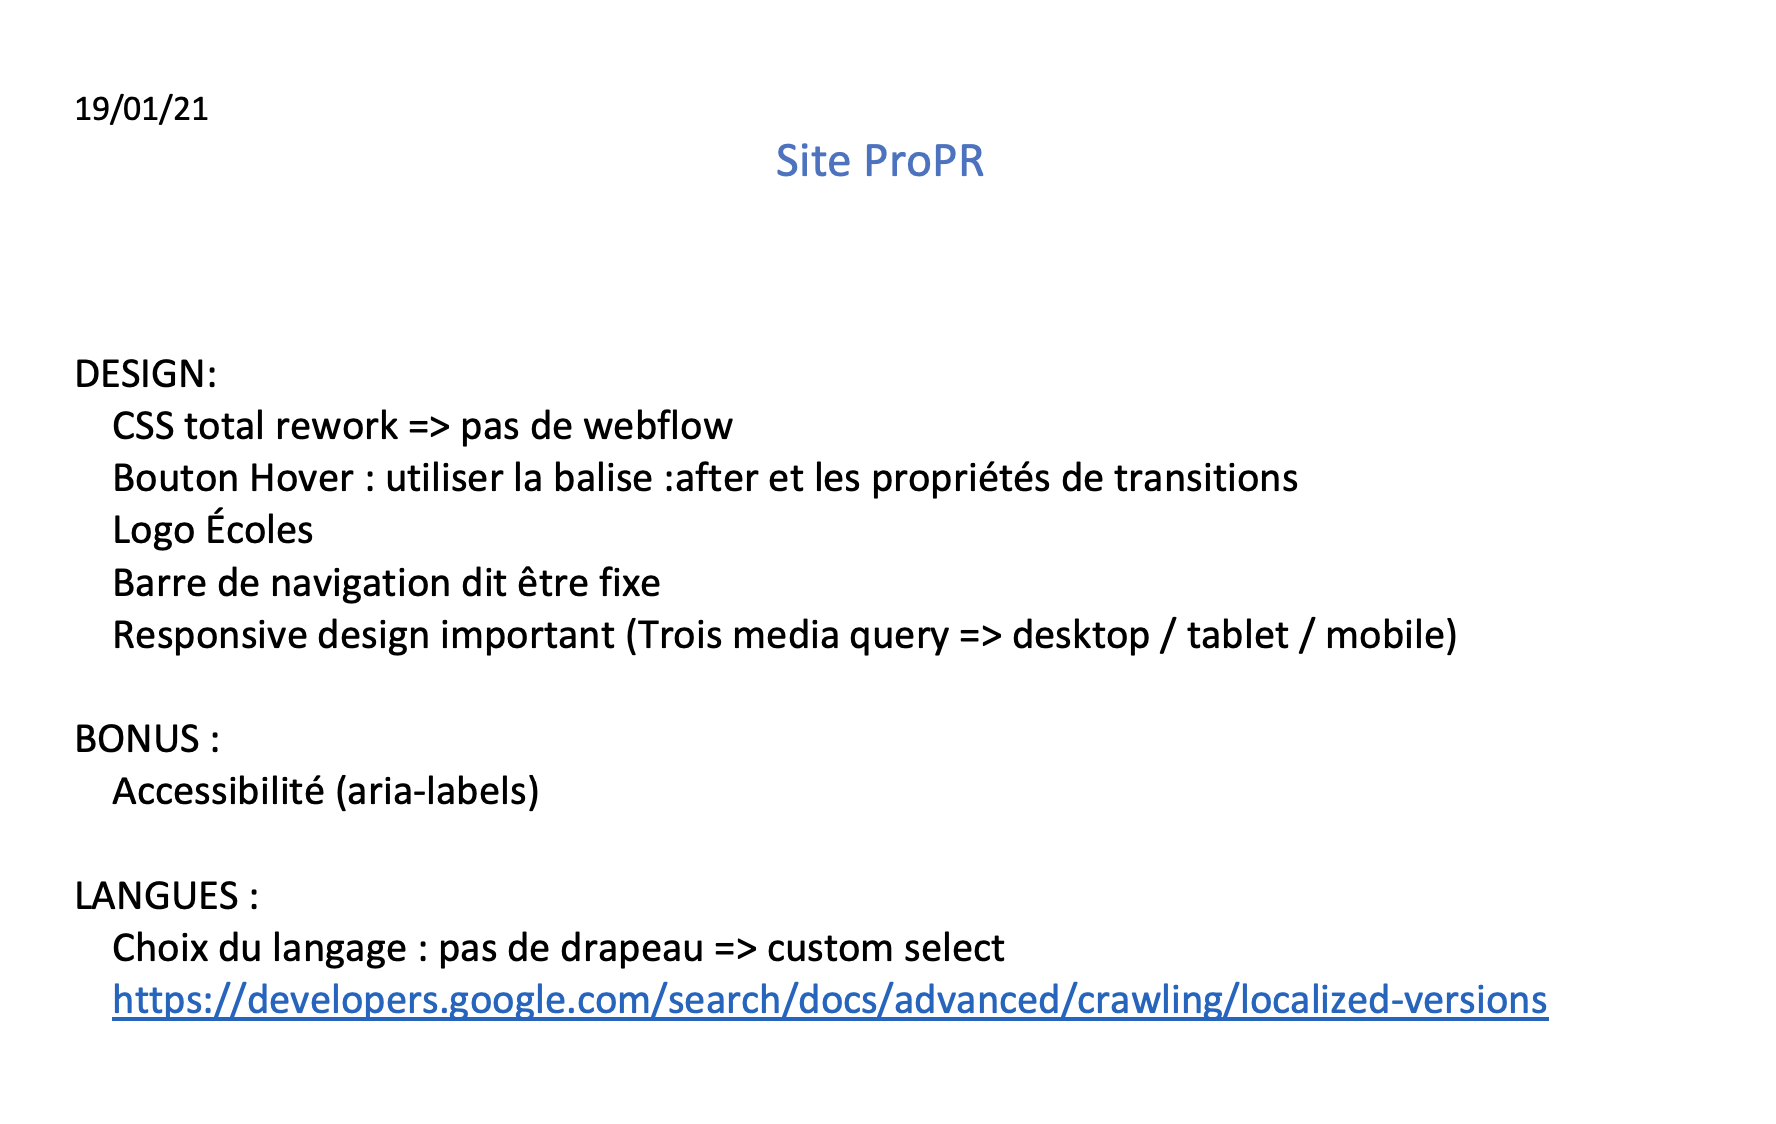 19/01/21
Site ProPR
DESIGN:
CSS total rework => pas de webflow
Bouton Hover : utiliser la balise :after et les propriétés de transitions
Logo Écoles
Barre de navigation dit être fixe
Responsive design important (Trois media query => desktop / tablet / mobile)
BONUS :
Accessibilité (aria-labels)
LANGUES :
Choix du langage : pas de drapeau => custom select
https://developers.google.com/search/docs/advanced/crawling/localized-versions